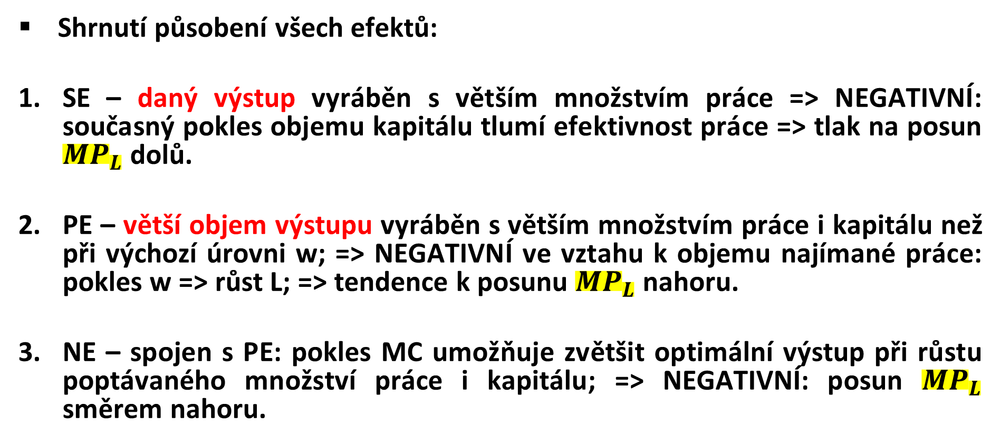 ▪ Shrnutí působení všech efektů:
1. SE – daný výstup vyráběn s větším množstvím práce => NEGATIVNÍ:
současný pokles objemu kapitálu tlumí efektivnost práce => tlak na posun
MP_L dolů.
2. PE – větší objem výstupu vyráběn s větším množstvím práce i kapitálu než
při výchozí úrovni w; => NEGATIVNÍ ve vztahu k objemu najímané práce:
pokles w => růst L; => tendence k posunu MP_L nahoru.
3. NE – spojen s PE: pokles MC umožňuje zvětšit optimální výstup při růstu
poptávaného množství práce i kapitálu; => NEGATIVNÍ: posun MP_L
směrem nahoru.